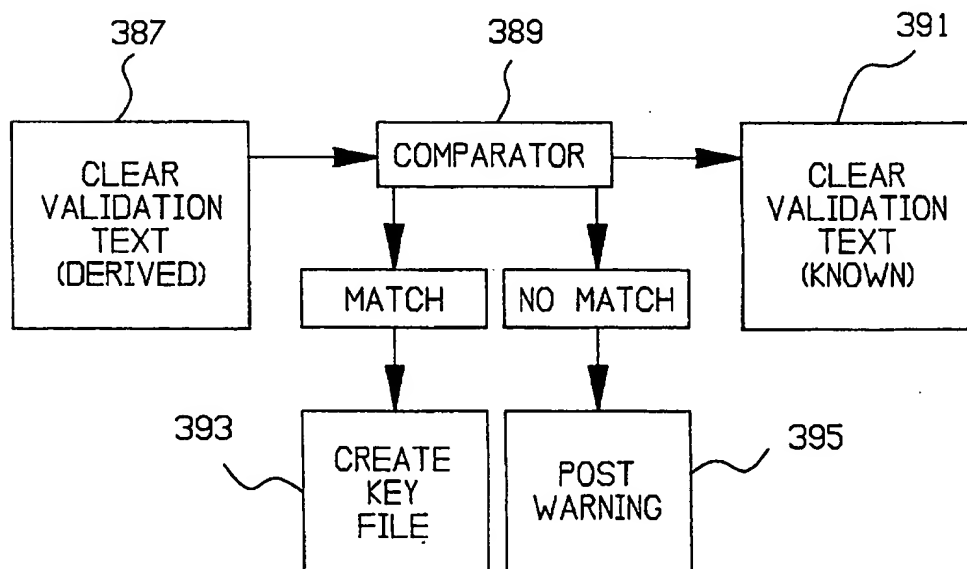 387
389
391
CLEAR
VALIDATION
TEXT
(DERIVED)
COMPARATOR
CLEAR
VALIDATION
TEXT
(KNOWN)
MATCH
NO MATCH
393
CREATE
KEY
FILE
POST
WARNING
395